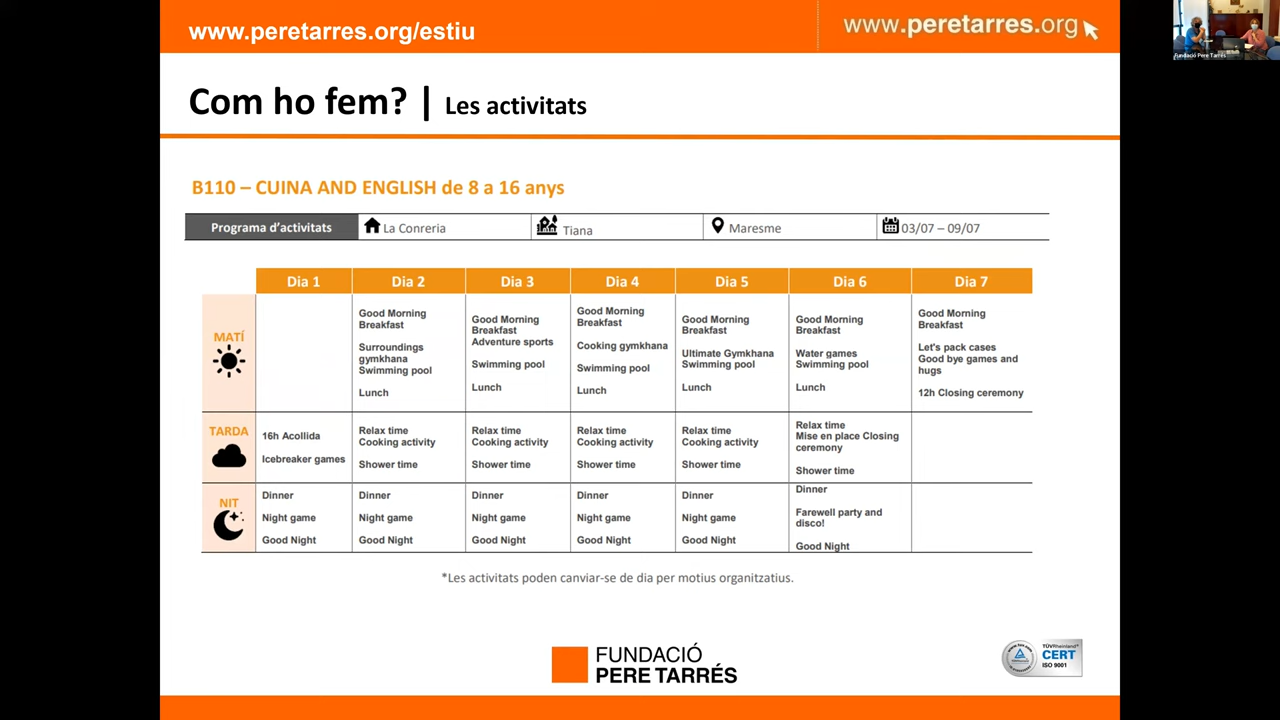 www.peretarres.org/estiu
www.peretarres.org
Fundació Pere Tarrés
Com ho fem? | Les activitats
B110 – CUINA AND ENGLISH de 8 a 16 anys
Programa d'activitats
La Conreria
Tiana
Maresme
03/07 – 09/07
Dia 1
Dia 2
Dia 3
Dia 4
Dia 5
Dia 6
Dia 7
MATÍ
Good Morning
Breakfast
Surroundings
gymkhana
Swimming pool
Lunch
Good Morning
Breakfast
Adventure sports
Swimming pool
Lunch
Good Morning
Breakfast
Cooking gymkhana
Swimming pool
Lunch
Good Morning
Breakfast
Ultimate Gymkhana
Swimming pool
Lunch
Good Morning
Breakfast
Water games
Swimming pool
Lunch
Good Morning
Breakfast
Let's pack cases
Good bye games and
hugs
12h Closing ceremony
TARDA
16h Acollida
Icebreaker games
Relax time
Cooking activity
Shower time
Relax time
Cooking activity
Shower time
Relax time
Cooking activity
Shower time
Relax time
Cooking activity
Shower time
Relax time
Mise en place Closing
ceremony
Shower time
NIT
Dinner
Night game
Good Night
Dinner
Night game
Good Night
Dinner
Night game
Good Night
Dinner
Night game
Good Night
Dinner
Night game
Good Night
Dinner
Farewell party and
disco!
Good Night
*Les activitats poden canviar-se de dia per motius organitzatius.
FUNDACIÓ
PERE TARRÉS
TÜVRheinland
CERT
ISO 9001